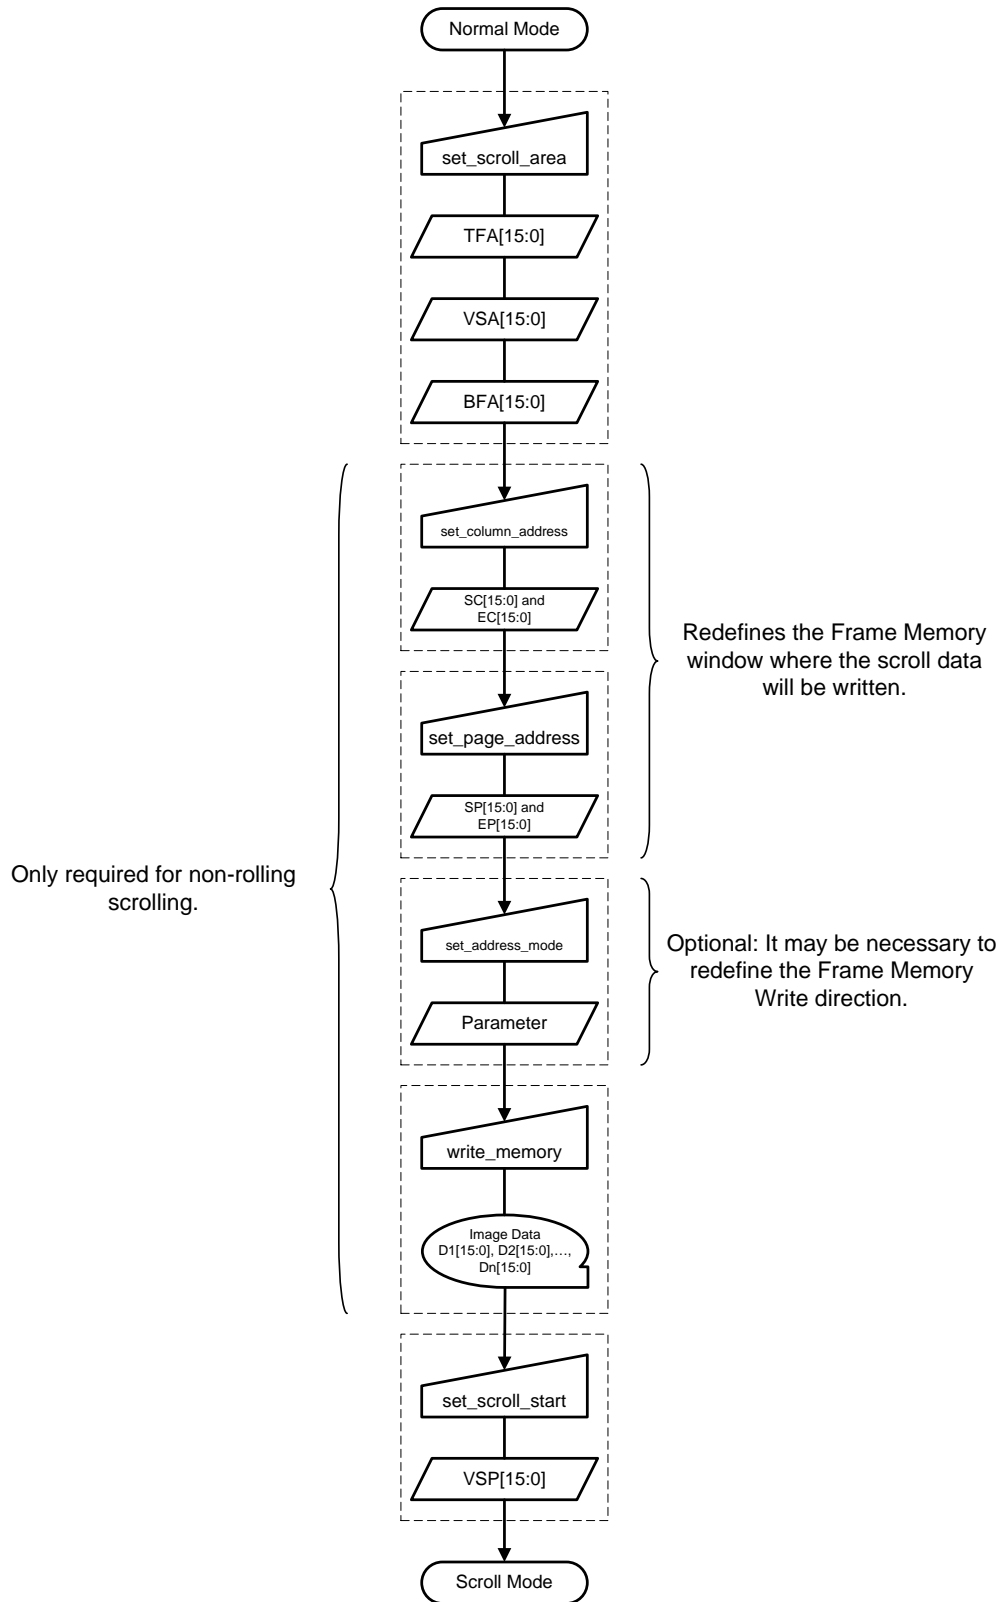 Normal Mode
set_scroll_area
TFA[15:0]
VSA[15:0]
BFA[15:0]
set_column_address
SC[15:0] and
EC[15:0]
Redefines the Frame Memory
window where the scroll data
will be written.
set_page_address
SP[15:0] and
EP[15:0]
Only required for non-rolling
scrolling.
set_address_mode
Parameter
Optional: It may be necessary to
redefine the Frame Memory
Write direction.
write_memory
Image Data
D1[15:0], D2[15:0],…,
Dn[15:0]
set_scroll_start
VSP[15:0]
Scroll Mode